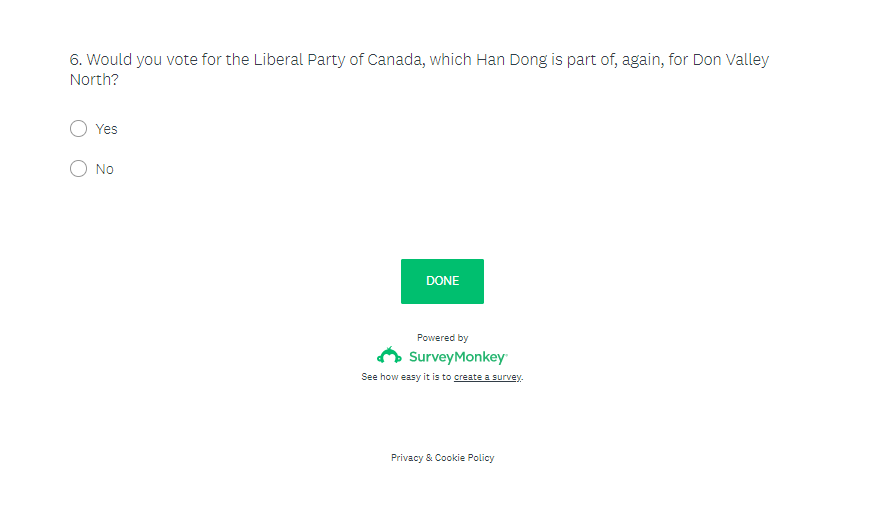 6. Would you vote for the Liberal Party of Canada, which Han Dong is part of, again, for Don Valley
North?
Yes
No
DONE
Powered by
SurveyMonkey
See how easy it is to create a survey.
Privacy & Cookie Policy